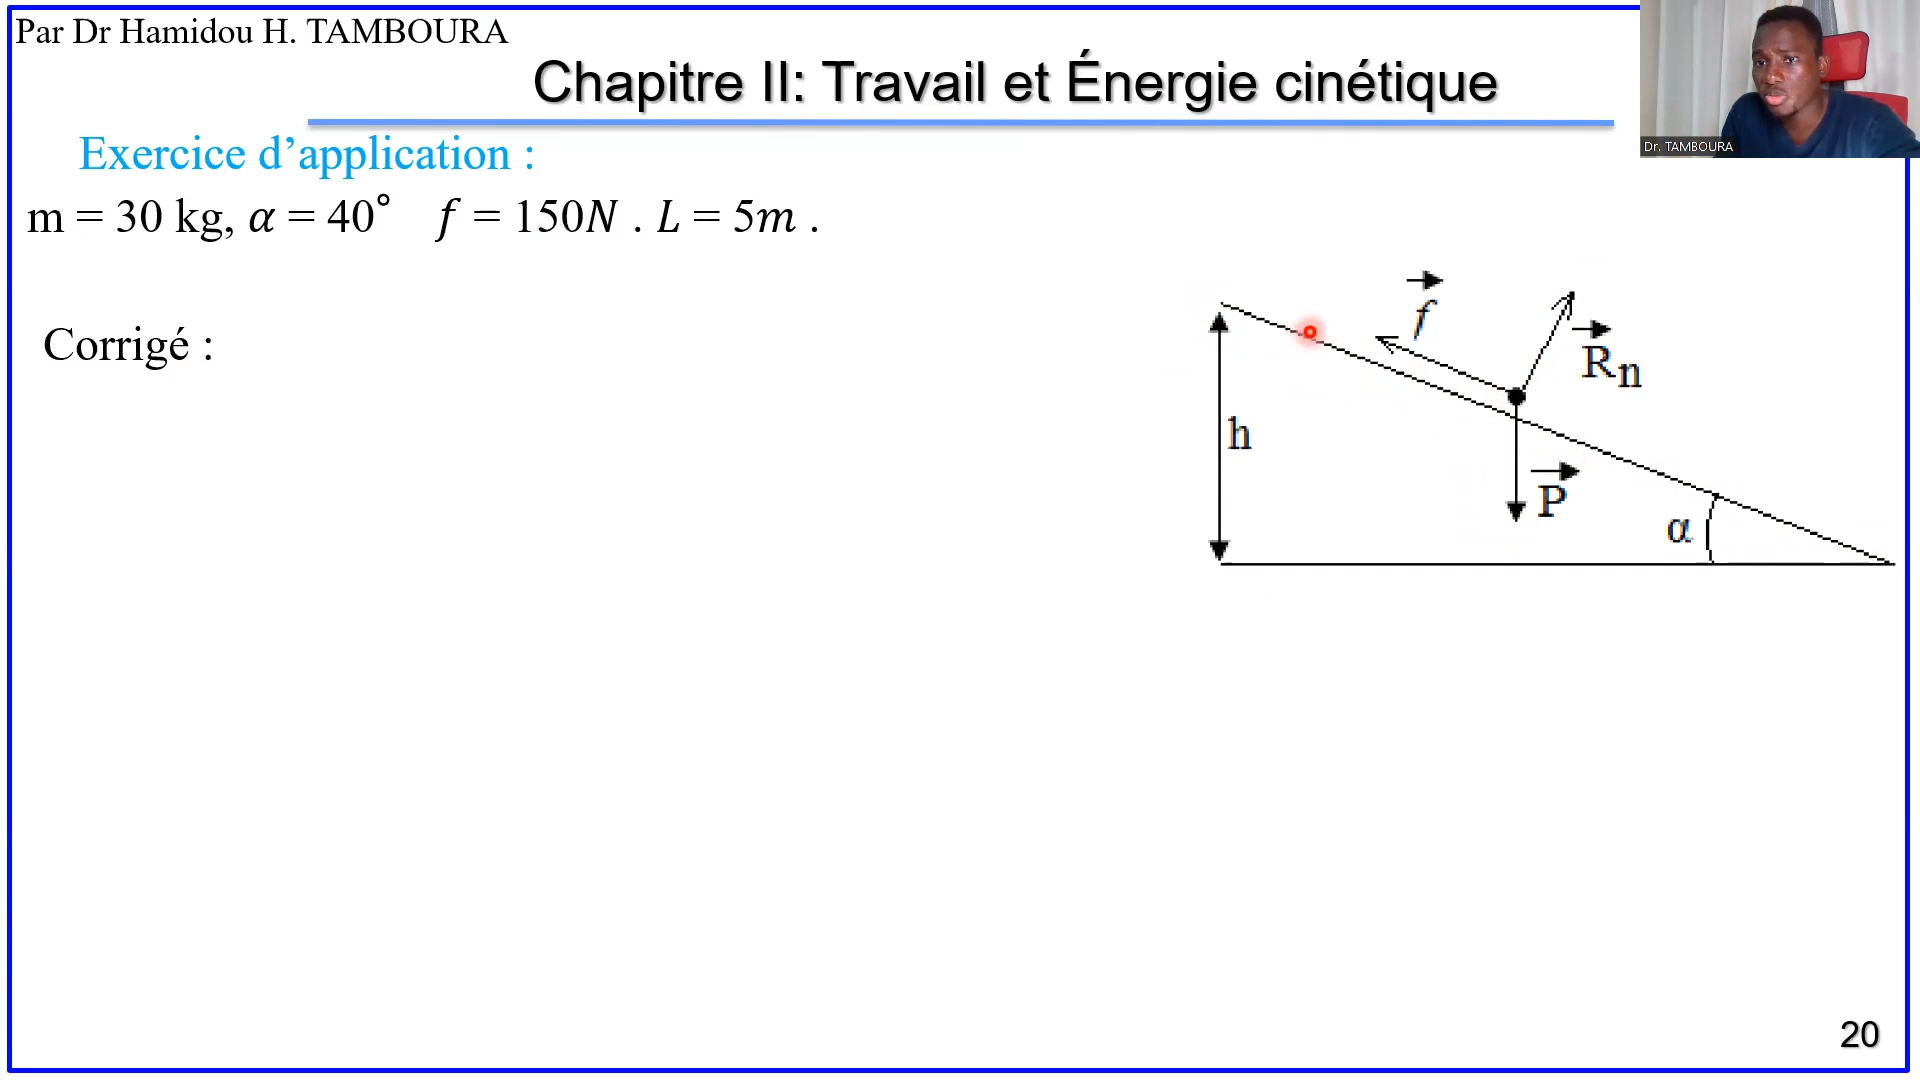 Par Dr Hamidou H. TAMBOURA
Chapitre II: Travail et Énergie cinétique
Dr. TAMBOURA
Exercice d’application :
m = 30 kg, α = 40° f = 150N . L = 5m .
Corrigé :
f
Rn
h
P
α
20